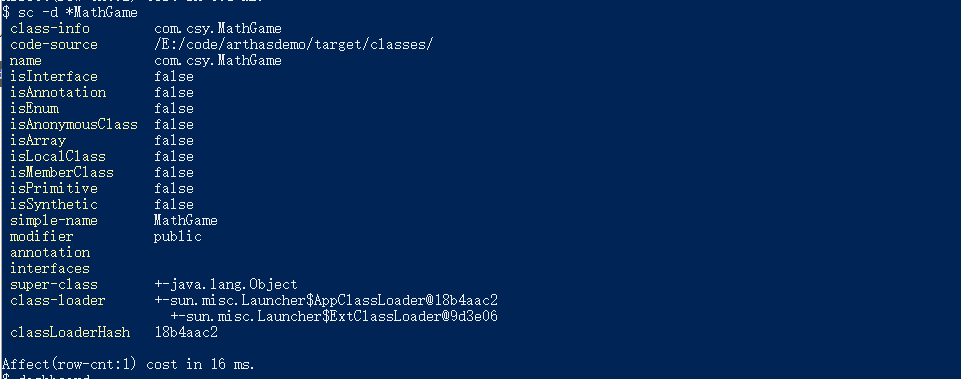 $ sc -d *MathGame
class-info com.csy.MathGame
code-source /E:/code/arthasdemo/target/classes/
name com.csy.MathGame
isInterface false
isAnnotation false
isEnum false
isAnonymousClass false
isArray false
isLocalClass false
isMemberClass false
isPrimitive false
isSynthetic false
simple-name MathGame
modifier public
annotation
interfaces
super-class +-java.lang.Object
class-loader +-sun.misc.Launcher$AppClassLoader@18b4aac2
+-sun.misc.Launcher$ExtClassLoader@9d3e06
classLoaderHash 18b4aac2
Affect(row-cnt:1) cost in 16 ms.